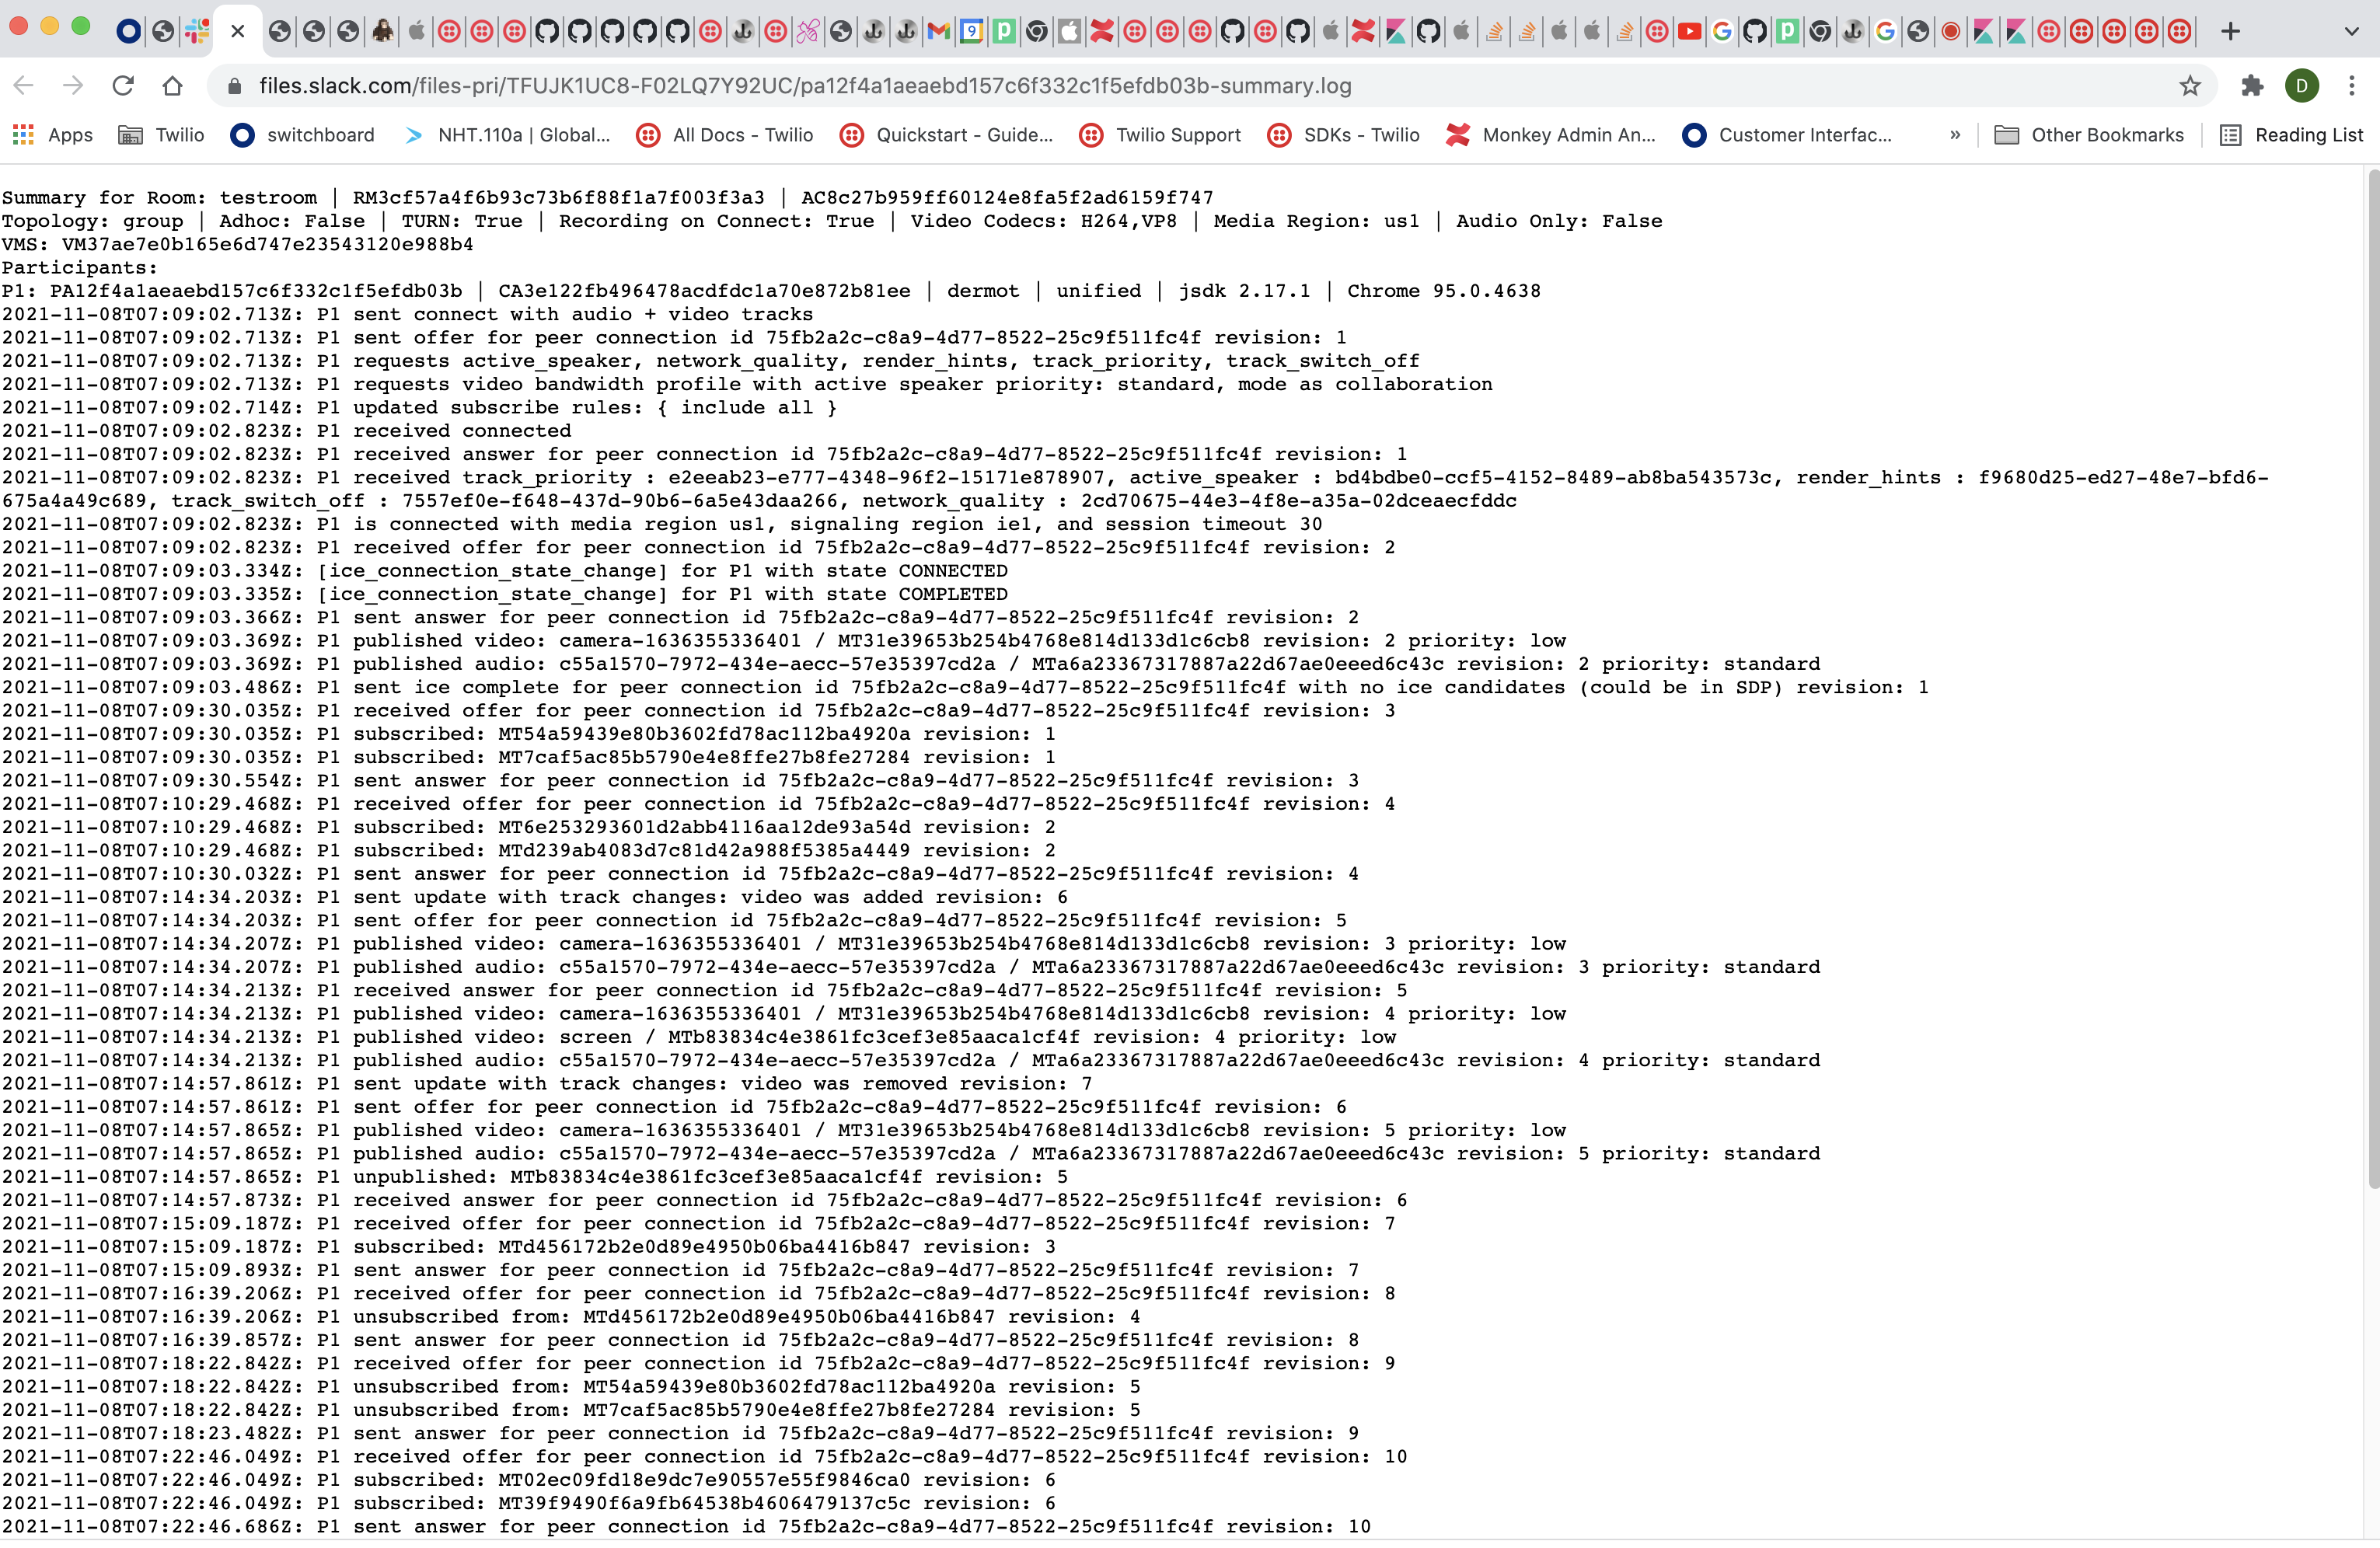 files.slack.com/files-pri/TFUJK1UC8-F02LQ7Y92UC/pa12f4a1aeaebd157c6f332c1f5efdb03b-summary.log
D
Apps Twilio switchboard NHT.110a | Global... All Docs - Twilio Quickstart - Guide... Twilio Support SDKs - Twilio Monkey Admin An... Customer Interfac... » Other Bookmarks Reading List
Summary for Room: testroom | RM3cf57a4f6b93c73b6f88f1a7f003f3a3 | AC8c27b959ff60124e8fa5f2ad6159f747
Topology: group | Adhoc: False | TURN: True | Recording on Connect: True | Video Codecs: H264,VP8 | Media Region: us1 | Audio Only: False
VMS: VM37ae7e0b165e6d747e23543120e988b4
Participants:
P1: PA12f4a1aeaebd157c6f332c1f5efdb03b | CA3e122fb496478acdfdc1a70e872b81ee | dermot | unified | jsdk 2.17.1 | Chrome 95.0.4638
2021-11-08T07:09:02.713Z: P1 sent connect with audio + video tracks
2021-11-08T07:09:02.713Z: P1 sent offer for peer connection id 75fb2a2c-c8a9-4d77-8522-25c9f511fc4f revision: 1
2021-11-08T07:09:02.713Z: P1 requests active_speaker, network_quality, render_hints, track_priority, track_switch_off
2021-11-08T07:09:02.713Z: P1 requests video bandwidth profile with active speaker priority: standard, mode as collaboration
2021-11-08T07:09:02.714Z: P1 updated subscribe rules: { include all }
2021-11-08T07:09:02.823Z: P1 received connected
2021-11-08T07:09:02.823Z: P1 received answer for peer connection id 75fb2a2c-c8a9-4d77-8522-25c9f511fc4f revision: 1
2021-11-08T07:09:02.823Z: P1 received track_priority : e2eeab23-e777-4348-96f2-15171e878907, active_speaker : bd4bdbe0-ccf5-4152-8489-ab8ba543573c, render_hints : f9680d25-ed27-48e7-bfd6-
675a4a49c689, track_switch_off : 7557ef0e-f648-437d-90b6-6a5e43daa266, network_quality : 2cd70675-44e3-4f8e-a35a-02dceaecfddc
2021-11-08T07:09:02.823Z: P1 is connected with media region us1, signaling region ie1, and session timeout 30
2021-11-08T07:09:02.823Z: P1 received offer for peer connection id 75fb2a2c-c8a9-4d77-8522-25c9f511fc4f revision: 2
2021-11-08T07:09:03.334Z: [ice_connection_state_change] for P1 with state CONNECTED
2021-11-08T07:09:03.335Z: [ice_connection_state_change] for P1 with state COMPLETED
2021-11-08T07:09:03.366Z: P1 sent answer for peer connection id 75fb2a2c-c8a9-4d77-8522-25c9f511fc4f revision: 2
2021-11-08T07:09:03.369Z: P1 published video: camera-1636355336401 / MT31e39653b254b4768e814d133d1c6cb8 revision: 2 priority: low
2021-11-08T07:09:03.369Z: P1 published audio: c55a1570-7972-434e-aecc-57e35397cd2a / MTa6a23367317887a22d67ae0eeed6c43c revision: 2 priority: standard
2021-11-08T07:09:03.486Z: P1 sent ice complete for peer connection id 75fb2a2c-c8a9-4d77-8522-25c9f511fc4f with no ice candidates (could be in SDP) revision: 1
2021-11-08T07:09:30.035Z: P1 received offer for peer connection id 75fb2a2c-c8a9-4d77-8522-25c9f511fc4f revision: 3
2021-11-08T07:09:30.035Z: P1 subscribed: MT54a59439e80b3602fd78ac112ba4920a revision: 1
2021-11-08T07:09:30.035Z: P1 subscribed: MT7caf5ac85b5790e4e8ffe27b8fe27284 revision: 1
2021-11-08T07:09:30.554Z: P1 sent answer for peer connection id 75fb2a2c-c8a9-4d77-8522-25c9f511fc4f revision: 3
2021-11-08T07:10:29.468Z: P1 received offer for peer connection id 75fb2a2c-c8a9-4d77-8522-25c9f511fc4f revision: 4
2021-11-08T07:10:29.468Z: P1 subscribed: MT6e253293601d2abb4116aa12de93a54d revision: 2
2021-11-08T07:10:29.468Z: P1 subscribed: MTd239ab4083d7c81d42a988f5385a4449 revision: 2
2021-11-08T07:10:30.032Z: P1 sent answer for peer connection id 75fb2a2c-c8a9-4d77-8522-25c9f511fc4f revision: 4
2021-11-08T07:14:34.203Z: P1 sent update with track changes: video was added revision: 6
2021-11-08T07:14:34.203Z: P1 sent offer for peer connection id 75fb2a2c-c8a9-4d77-8522-25c9f511fc4f revision: 5
2021-11-08T07:14:34.207Z: P1 published video: camera-1636355336401 / MT31e39653b254b4768e814d133d1c6cb8 revision: 3 priority: low
2021-11-08T07:14:34.207Z: P1 published audio: c55a1570-7972-434e-aecc-57e35397cd2a / MTa6a23367317887a22d67ae0eeed6c43c revision: 3 priority: standard
2021-11-08T07:14:34.213Z: P1 received answer for peer connection id 75fb2a2c-c8a9-4d77-8522-25c9f511fc4f revision: 5
2021-11-08T07:14:34.213Z: P1 published video: camera-1636355336401 / MT31e39653b254b4768e814d133d1c6cb8 revision: 4 priority: low
2021-11-08T07:14:34.213Z: P1 published video: screen / MTb83834c4e3861fc3cef3e85aaca1cf4f revision: 4 priority: low
2021-11-08T07:14:34.213Z: P1 published audio: c55a1570-7972-434e-aecc-57e35397cd2a / MTa6a23367317887a22d67ae0eeed6c43c revision: 4 priority: standard
2021-11-08T07:14:57.861Z: P1 sent update with track changes: video was removed revision: 7
2021-11-08T07:14:57.861Z: P1 sent offer for peer connection id 75fb2a2c-c8a9-4d77-8522-25c9f511fc4f revision: 6
2021-11-08T07:14:57.865Z: P1 published video: camera-1636355336401 / MT31e39653b254b4768e814d133d1c6cb8 revision: 5 priority: low
2021-11-08T07:14:57.865Z: P1 published audio: c55a1570-7972-434e-aecc-57e35397cd2a / MTa6a23367317887a22d67ae0eeed6c43c revision: 5 priority: standard
2021-11-08T07:14:57.865Z: P1 unpublished: MTb83834c4e3861fc3cef3e85aaca1cf4f revision: 5
2021-11-08T07:14:57.873Z: P1 received answer for peer connection id 75fb2a2c-c8a9-4d77-8522-25c9f511fc4f revision: 6
2021-11-08T07:15:09.187Z: P1 received offer for peer connection id 75fb2a2c-c8a9-4d77-8522-25c9f511fc4f revision: 7
2021-11-08T07:15:09.187Z: P1 subscribed: MTd456172b2e0d89e4950b06ba4416b847 revision: 3
2021-11-08T07:15:09.893Z: P1 sent answer for peer connection id 75fb2a2c-c8a9-4d77-8522-25c9f511fc4f revision: 7
2021-11-08T07:16:39.206Z: P1 received offer for peer connection id 75fb2a2c-c8a9-4d77-8522-25c9f511fc4f revision: 8
2021-11-08T07:16:39.206Z: P1 unsubscribed from: MTd456172b2e0d89e4950b06ba4416b847 revision: 4
2021-11-08T07:16:39.857Z: P1 sent answer for peer connection id 75fb2a2c-c8a9-4d77-8522-25c9f511fc4f revision: 8
2021-11-08T07:18:22.842Z: P1 received offer for peer connection id 75fb2a2c-c8a9-4d77-8522-25c9f511fc4f revision: 9
2021-11-08T07:18:22.842Z: P1 unsubscribed from: MT54a59439e80b3602fd78ac112ba4920a revision: 5
2021-11-08T07:18:22.842Z: P1 unsubscribed from: MT7caf5ac85b5790e4e8ffe27b8fe27284 revision: 5
2021-11-08T07:18:23.482Z: P1 sent answer for peer connection id 75fb2a2c-c8a9-4d77-8522-25c9f511fc4f revision: 9
2021-11-08T07:22:46.049Z: P1 received offer for peer connection id 75fb2a2c-c8a9-4d77-8522-25c9f511fc4f revision: 10
2021-11-08T07:22:46.049Z: P1 subscribed: MT02ec09fd18e9dc7e90557e55f9846ca0 revision: 6
2021-11-08T07:22:46.049Z: P1 subscribed: MT39f9490f6a9fb64538b4606479137c5c revision: 6
2021-11-08T07:22:46.686Z: P1 sent answer for peer connection id 75fb2a2c-c8a9-4d77-8522-25c9f511fc4f revision: 10